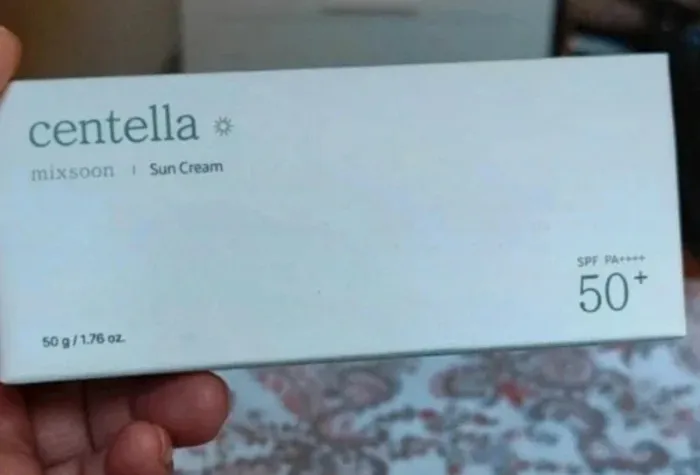 centella
mixsoon | Sun Cream
SPF PA++++
50+
50 g / 1.76 oz.